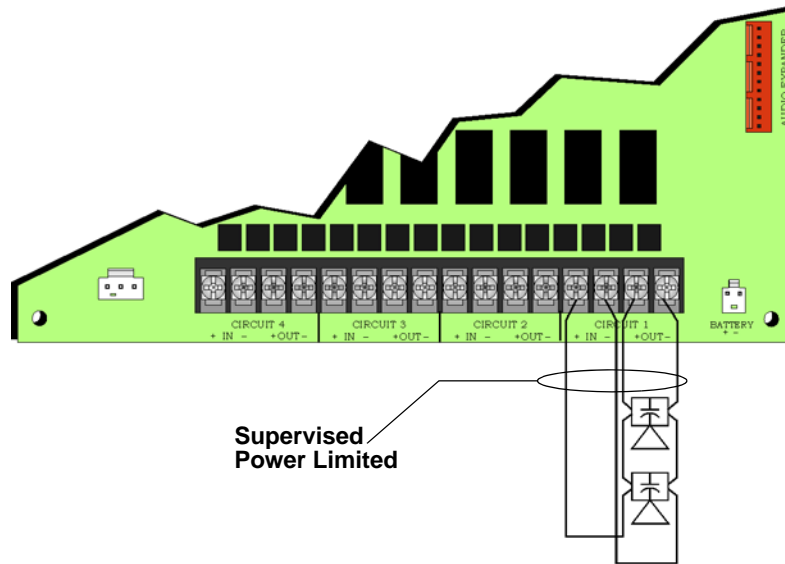 AUDIO EXPANDER
CIRCUIT 4
+ IN - +OUT-
CIRCUIT 3
+ IN - +OUT-
CIRCUIT 2
+ IN - +OUT-
CIRCUIT 1
+ IN - +OUT-
BATTERY
+ -
Supervised
Power Limited